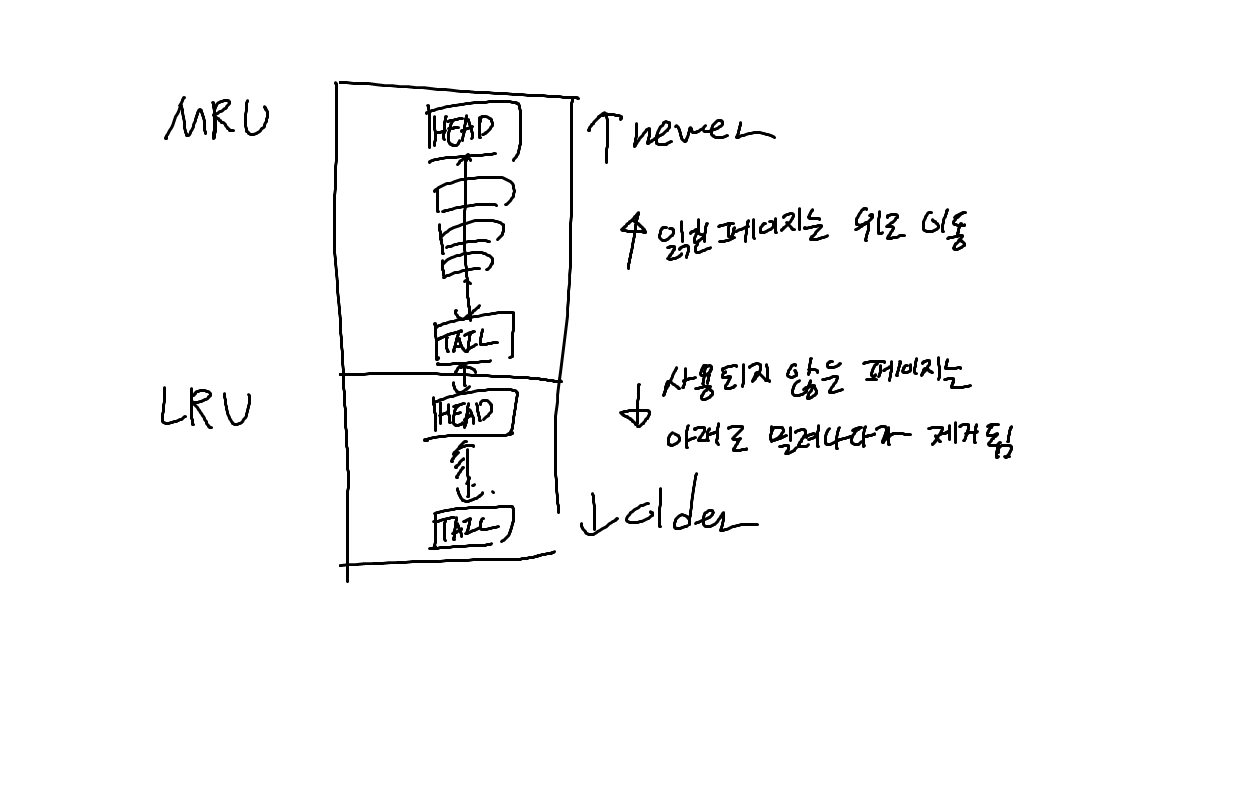 MRU
HEAD
↑ newer
↑ 읽힌 페이지는 위로 이동
TAIL
LRU
HEAD
↓ 사용되지 않은 페이지는
아래로 밀려나다가 제거됨
TAIL
↓ older